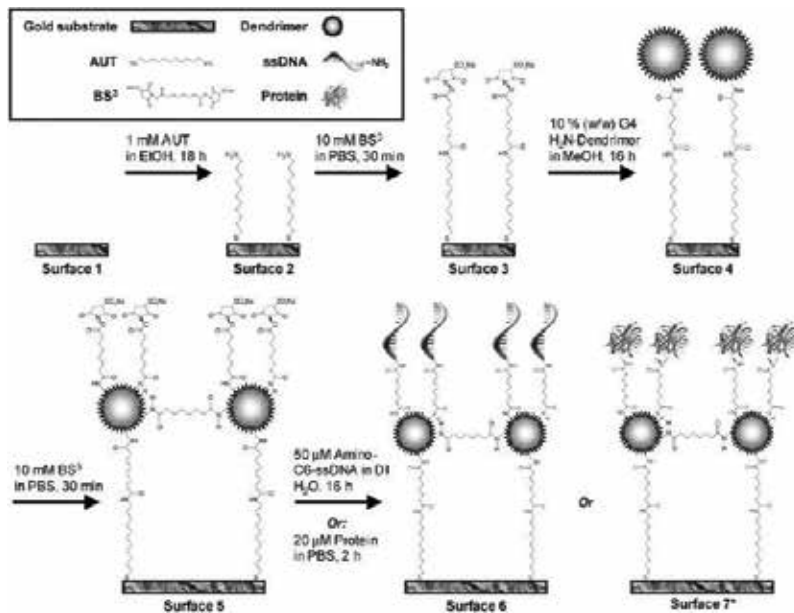 Gold substrate
Dendrimer
AUT
ssDNA
NH₂
BS³
Protein
1 mM AUT
in EtOH, 18 h
10 mM BS³
in PBS, 30 min
10 % (w/w) G4
H₂N-Dendrimer
in MeOH, 16 h
Surface 1
Surface 2
Surface 3
Surface 4
10 mM BS³
in PBS, 30 min
50 µM Amino-
C6-ssDNA in DI
H₂O, 16 h
Or:
20 µM Protein
in PBS, 2 h
Or
Surface 5
Surface 6
Surface 7*